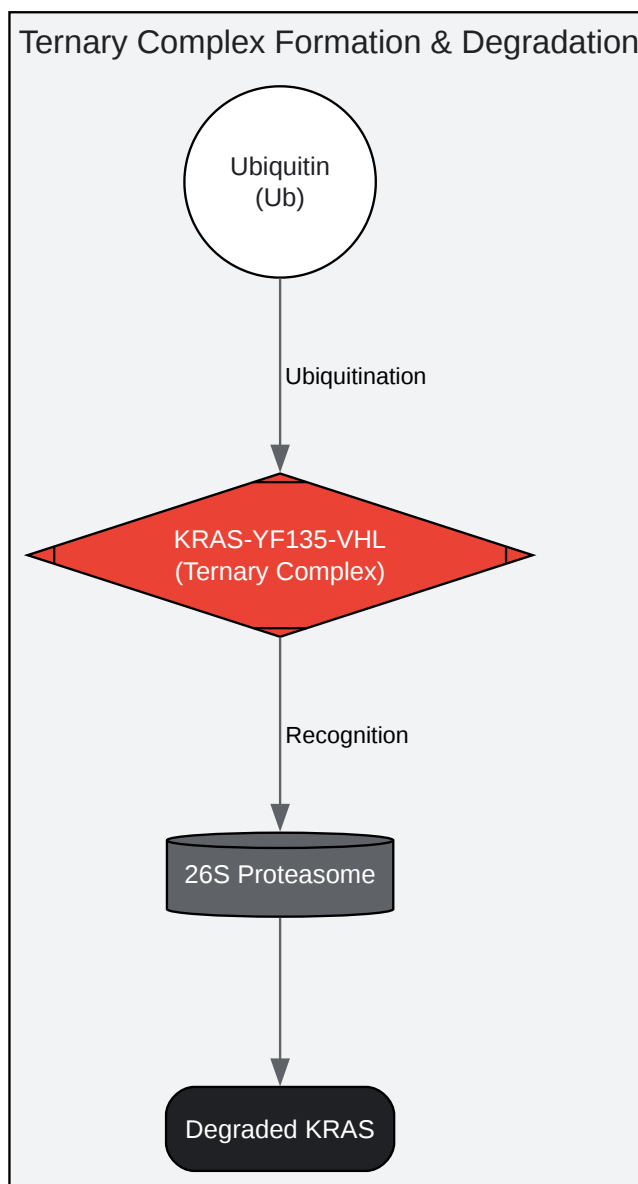 Ternary Complex Formation & Degradation
Ubiquitin
(Ub)
Ubiquitination
KRAS-YF135-VHL
(Ternary Complex)
Recognition
26S Proteasome
Degraded KRAS